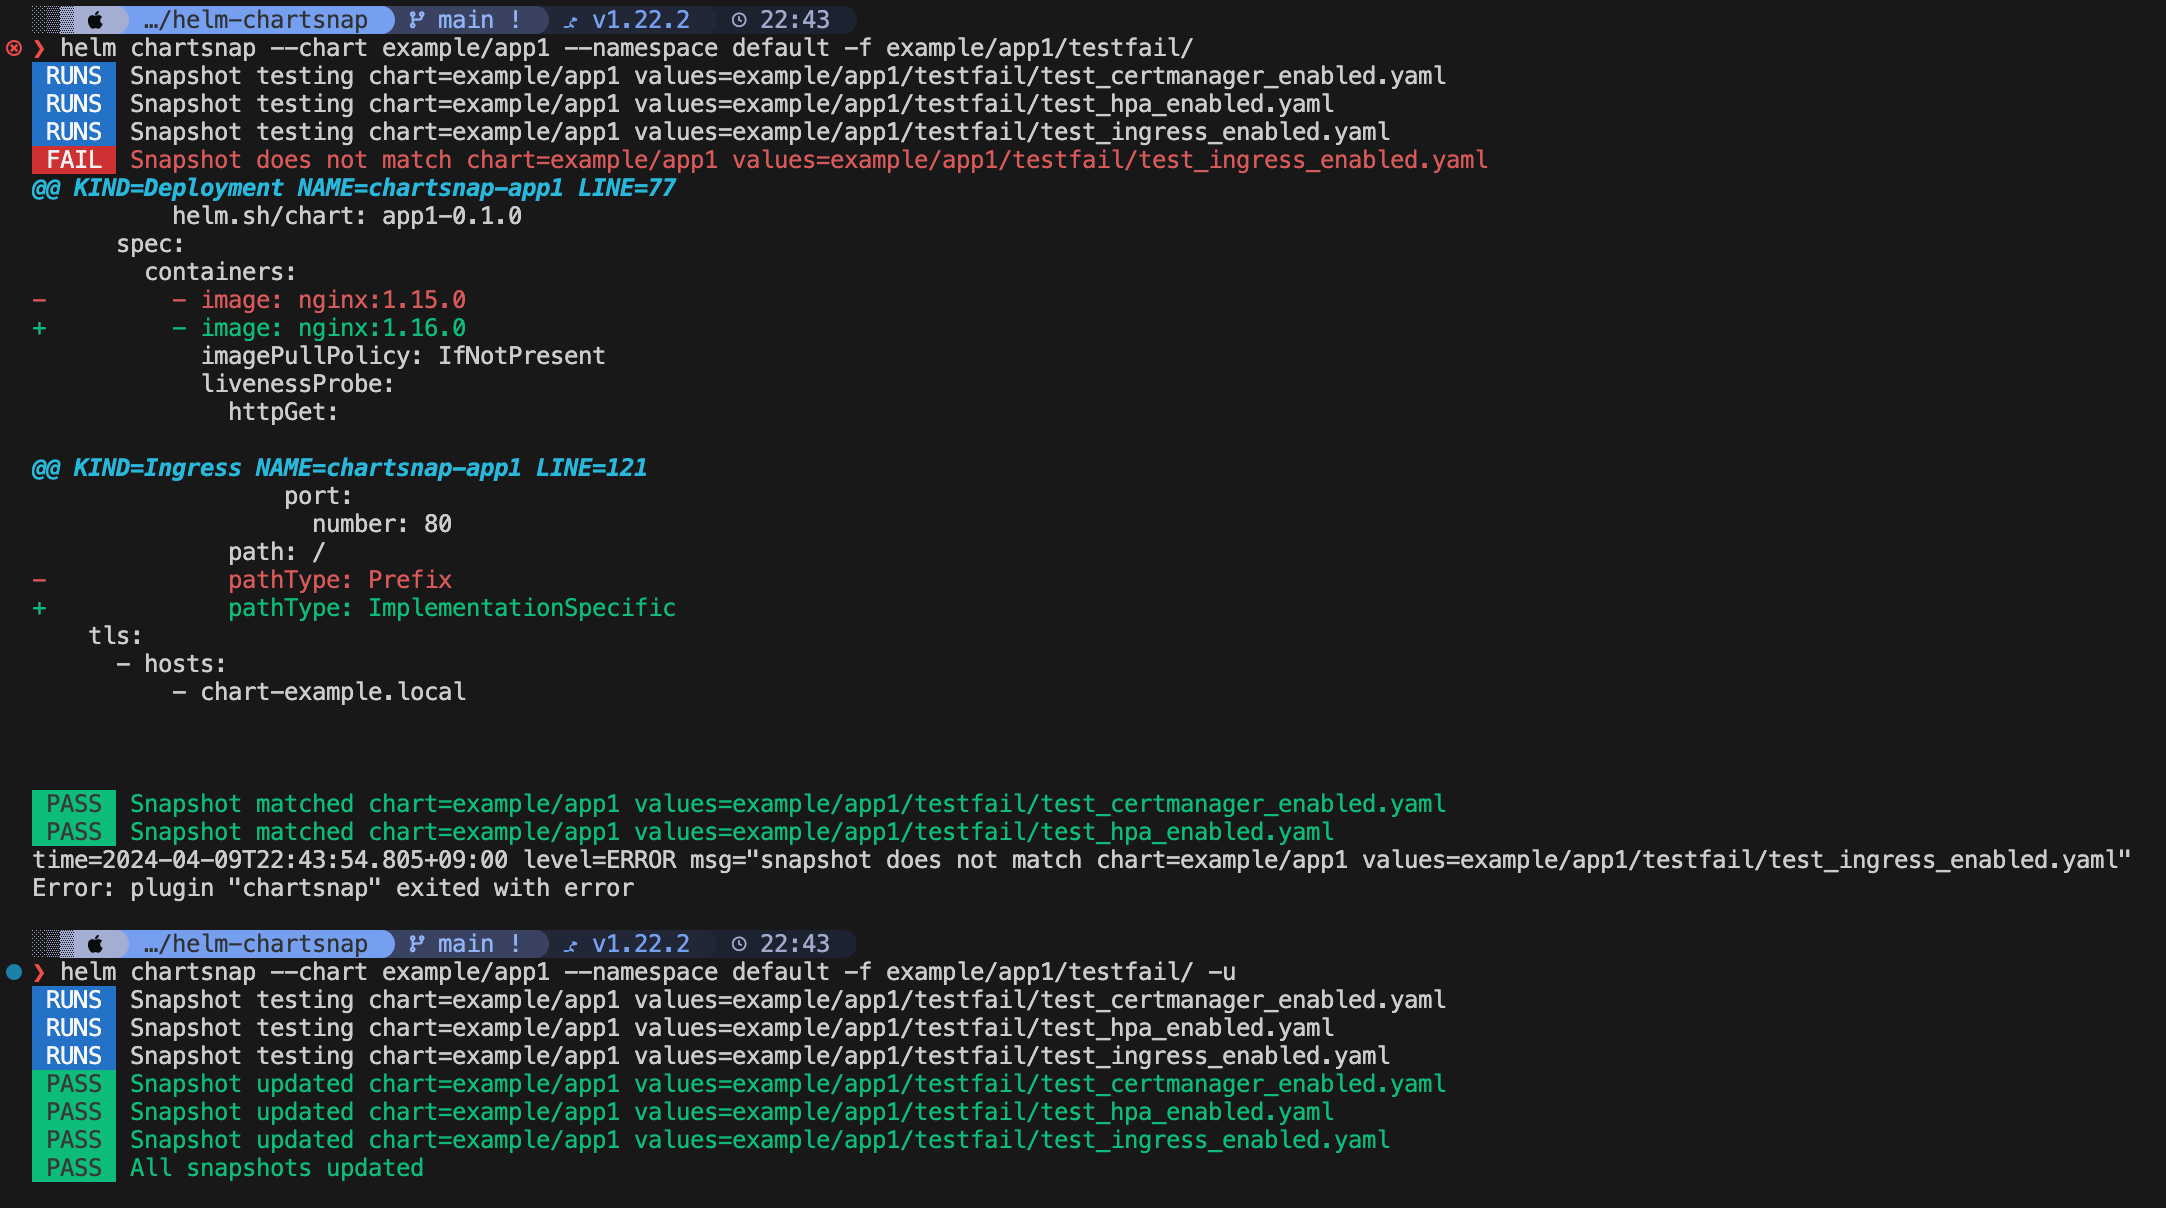 …/helm-chartsnap main ! v1.22.2 22:43
❯ helm chartsnap --chart example/app1 --namespace default -f example/app1/testfail/
RUNS Snapshot testing chart=example/app1 values=example/app1/testfail/test_certmanager_enabled.yaml
RUNS Snapshot testing chart=example/app1 values=example/app1/testfail/test_hpa_enabled.yaml
RUNS Snapshot testing chart=example/app1 values=example/app1/testfail/test_ingress_enabled.yaml
FAIL Snapshot does not match chart=example/app1 values=example/app1/testfail/test_ingress_enabled.yaml
@@ KIND=Deployment NAME=chartsnap-app1 LINE=77
          helm.sh/chart: app1-0.1.0
      spec:
        containers:
-         - image: nginx:1.15.0
+         - image: nginx:1.16.0
            imagePullPolicy: IfNotPresent
            livenessProbe:
              httpGet:
@@ KIND=Ingress NAME=chartsnap-app1 LINE=121
                  port:
                    number: 80
              path: /
-             pathType: Prefix
+             pathType: ImplementationSpecific
    tls:
      - hosts:
          - chart-example.local
PASS Snapshot matched chart=example/app1 values=example/app1/testfail/test_certmanager_enabled.yaml
PASS Snapshot matched chart=example/app1 values=example/app1/testfail/test_hpa_enabled.yaml
time=2024-04-09T22:43:54.805+09:00 level=ERROR msg="snapshot does not match chart=example/app1 values=example/app1/testfail/test_ingress_enabled.yaml"
Error: plugin "chartsnap" exited with error
…/helm-chartsnap main ! v1.22.2 22:43
❯ helm chartsnap --chart example/app1 --namespace default -f example/app1/testfail/ -u
RUNS Snapshot testing chart=example/app1 values=example/app1/testfail/test_certmanager_enabled.yaml
RUNS Snapshot testing chart=example/app1 values=example/app1/testfail/test_hpa_enabled.yaml
RUNS Snapshot testing chart=example/app1 values=example/app1/testfail/test_ingress_enabled.yaml
PASS Snapshot updated chart=example/app1 values=example/app1/testfail/test_certmanager_enabled.yaml
PASS Snapshot updated chart=example/app1 values=example/app1/testfail/test_hpa_enabled.yaml
PASS Snapshot updated chart=example/app1 values=example/app1/testfail/test_ingress_enabled.yaml
PASS All snapshots updated